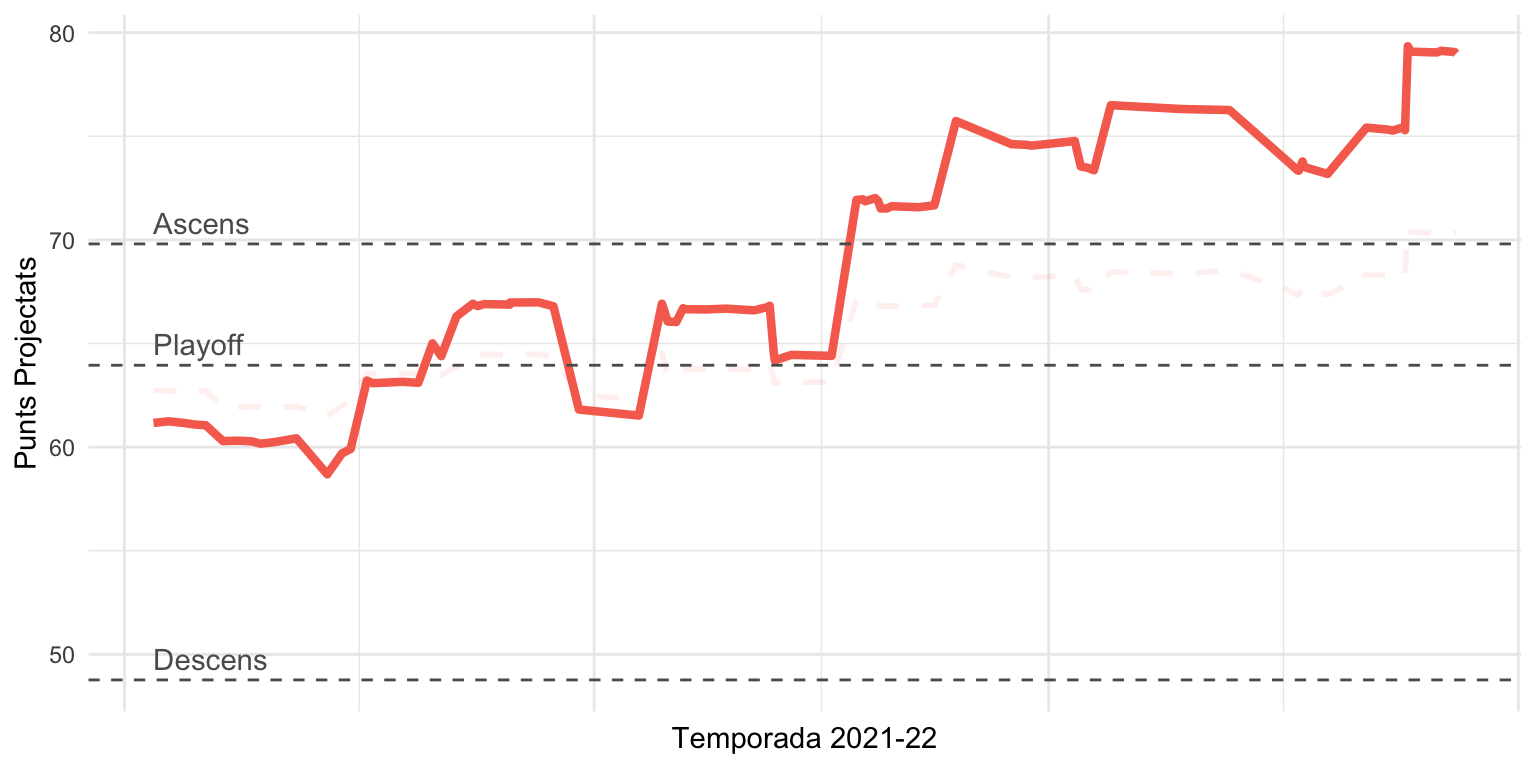 80
70
60
50
Punts Projectats
Ascens
Playoff
Descens
Temporada 2021-22